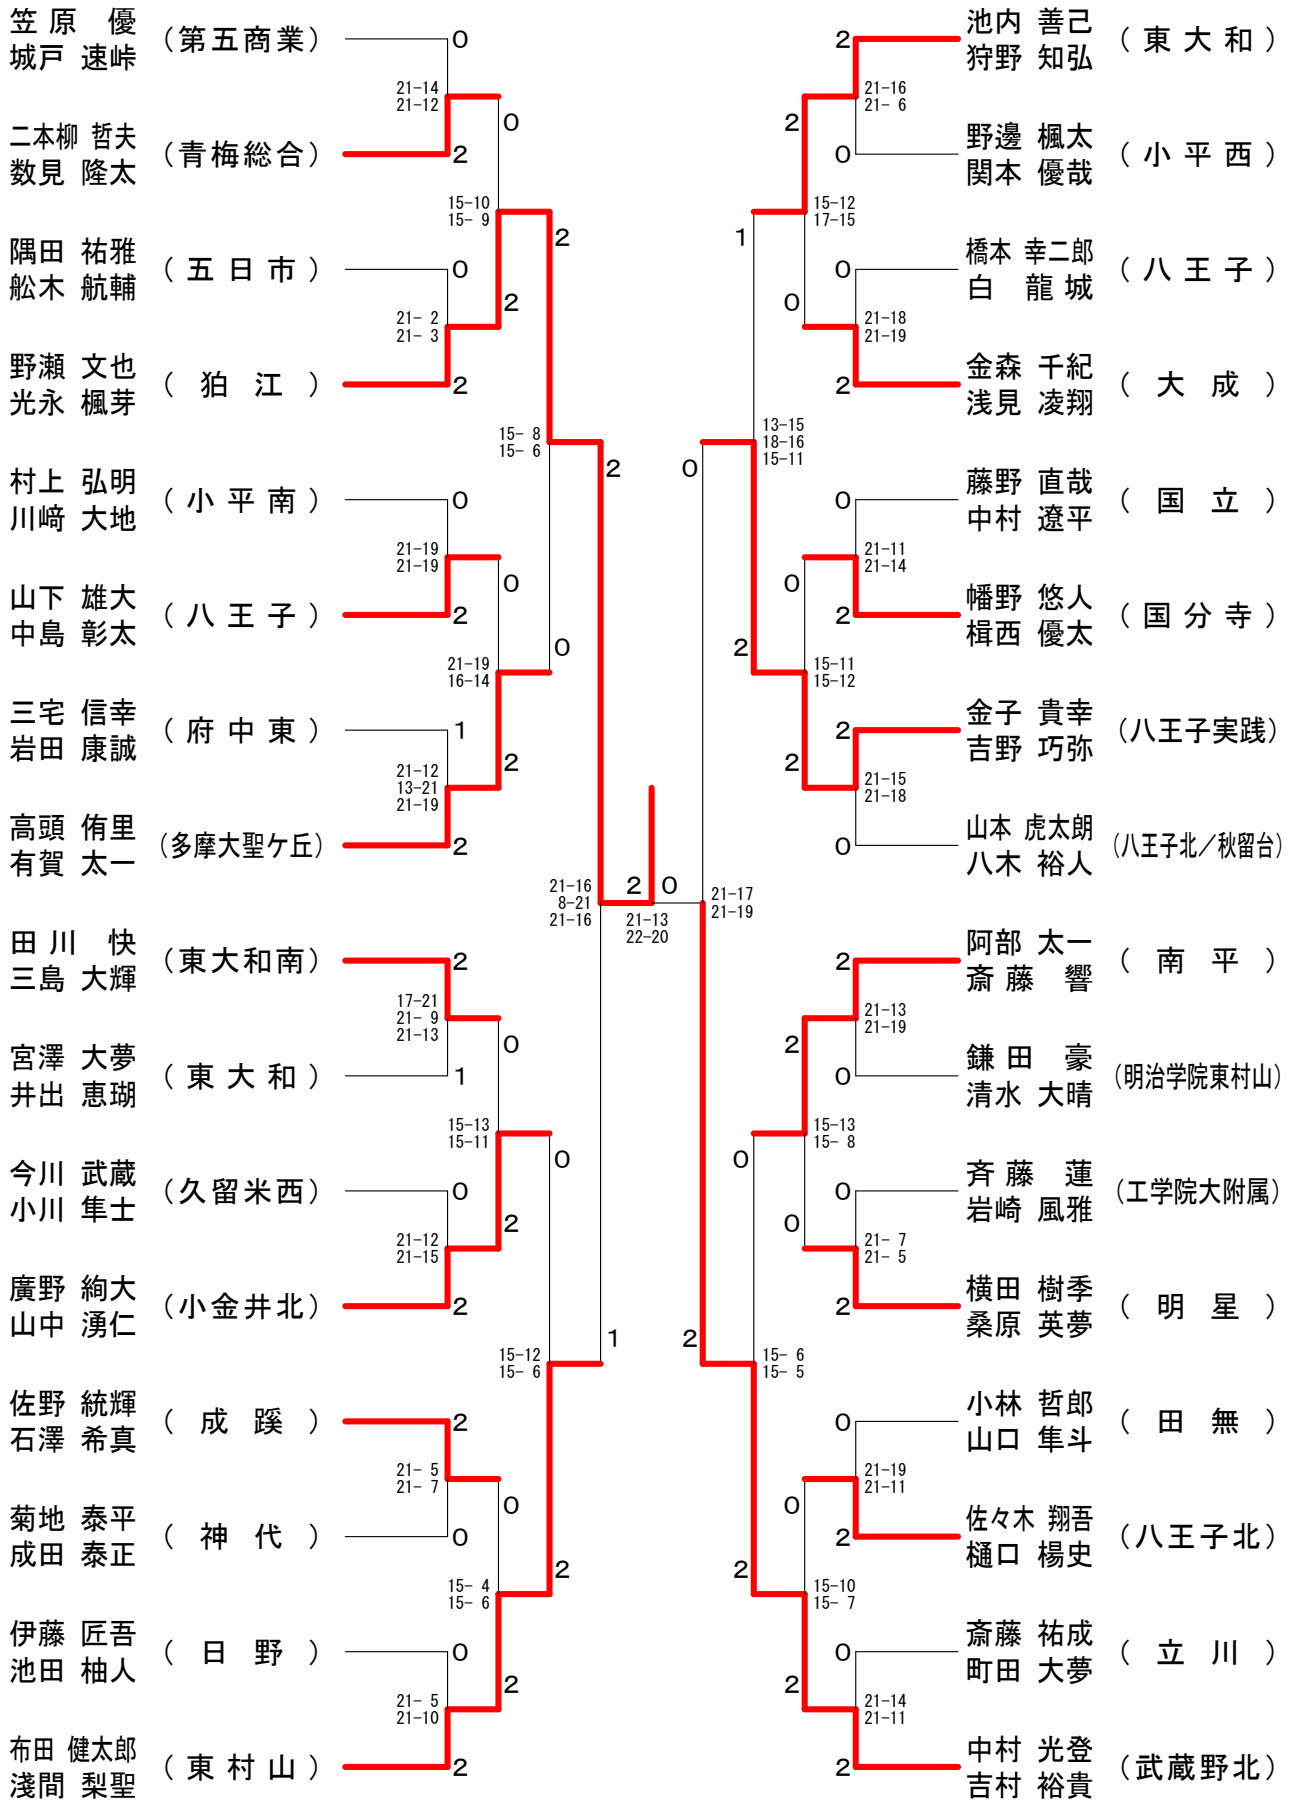 笠原 優
城戸 速峠
(第五商業)
0
21-14
21-12
二本柳 哲夫
数見 隆太
(青梅総合)
2
0
15-10
15- 9
隅田 祐雅
舩木 航輔
(五日市)
0
21- 2
21- 3
2
野瀬 文也
光永 楓芽
(狛江)
2
2
15- 8
15- 6
村上 弘明
川﨑 大地
(小平南)
0
21-19
21-19
山下 雄大
中島 彰太
(八王子)
2
0
21-19
16-14
0
三宅 信幸
岩田 康誠
(府中東)
1
21-12
13-21
21-19
2
高頭 侑里
有賀 太一
(多摩大聖ケ丘)
2
2
21-16
8-21
21-16
田川 快
三島 大輝
(東大和南)
2
17-21
21- 9
21-13
0
宮澤 大夢
井出 恵瑚
(東大和)
1
15-13
15-11
0
今川 武蔵
小川 隼士
(久留米西)
0
21-12
21-15
2
廣野 絢大
山中 湧仁
(小金井北)
2
15-12
15- 6
1
佐野 統輝
石澤 希真
(成蹊)
2
21- 5
21- 7
0
菊地 泰平
成田 泰正
(神代)
0
15- 4
15- 6
2
伊藤 匠吾
池田 柚人
(日野)
0
21- 5
21-10
2
布田 健太郎
淺間 梨聖
(東村山)
2
2 0
21-13
22-20
池内 善己
狩野 知弘
(東大和)
2
21-16
21- 6
2
野邊 楓太
関本 優哉
(小平西)
0
15-12
17-15
1
橋本 幸二郎
白 龍城
(八王子)
0
21-18
21-19
0
金森 千紀
浅見 凌翔
(大成)
2
13-15
18-16
15-11
0
藤野 直哉
中村 遼平
(国立)
0
21-11
21-14
0
幡野 悠人
楫西 優太
(国分寺)
2
15-11
15-12
2
金子 貴幸
吉野 巧弥
(八王子実践)
2
21-15
21-18
2
山本 虎太朗
八木 裕人
(八王子北/秋留台)
0
21-17
21-19
阿部 太一
斎藤 響
(南平)
2
21-13
21-19
2
鎌田 豪
清水 大晴
(明治学院東村山)
0
15-13
15- 8
0
斉藤 蓮
岩崎 風雅
(工学院大附属)
0
21- 7
21- 5
0
横田 樹季
桑原 英夢
(明星)
2
2
15- 6
15- 5
小林 哲郎
山口 隼斗
(田無)
0
21-19
21-11
0
佐々木 翔吾
樋口 楊史
(八王子北)
2
15-10
15- 7
2
斎藤 祐成
町田 大夢
(立川)
0
21-14
21-11
2
中村 光登
吉村 裕貴
(武蔵野北)
2